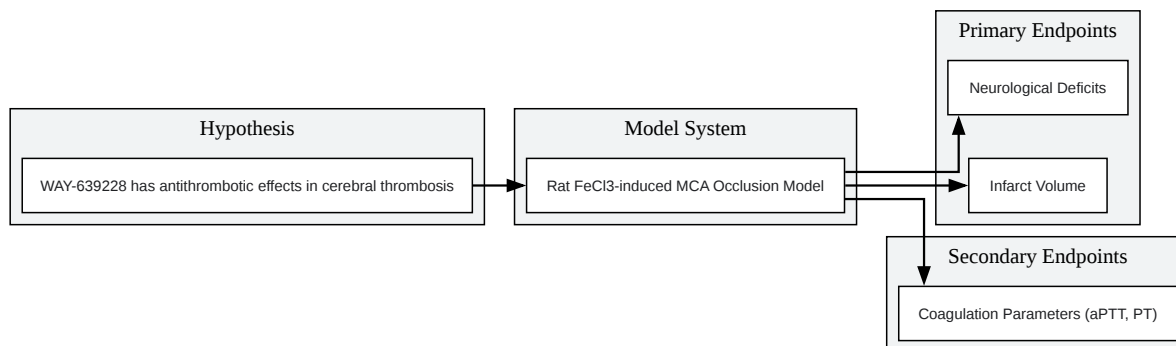 Hypothesis
WAY-639228 has antithrombotic effects in cerebral thrombosis
Model System
Rat FeCl3-induced MCA Occlusion Model
Primary Endpoints
Neurological Deficits
Infarct Volume
Secondary Endpoints
Coagulation Parameters (aPTT, PT)